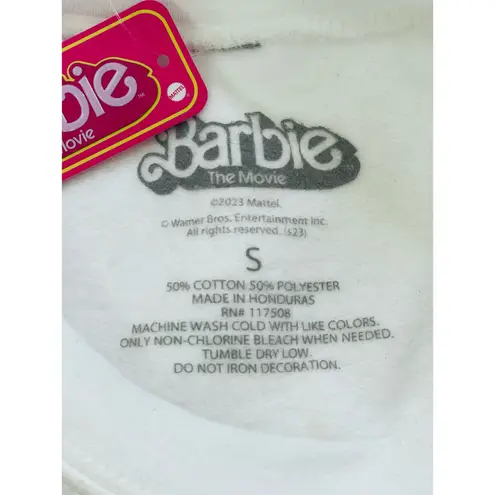 bie
TM
MATTEL
Movie
Barbie
The Movie
©2023 Mattel.
© Warner Bros. Entertainment Inc.
All rights reserved. (s23)
S
50% COTTON 50% POLYESTER
MADE IN HONDURAS
RN# 117508
MACHINE WASH COLD WITH LIKE COLORS.
ONLY NON-CHLORINE BLEACH WHEN NEEDED.
TUMBLE DRY LOW.
DO NOT IRON DECORATION.